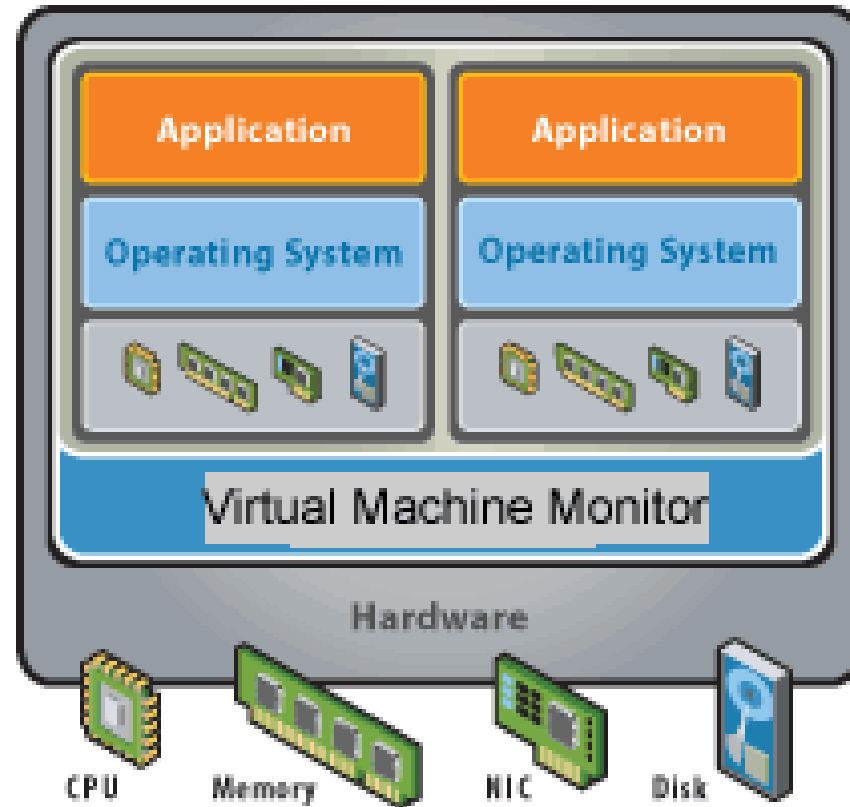 Application Application
Operating System Operating System
Virtual Machine Monitor
Hardware
CPU Memory NIC Disk